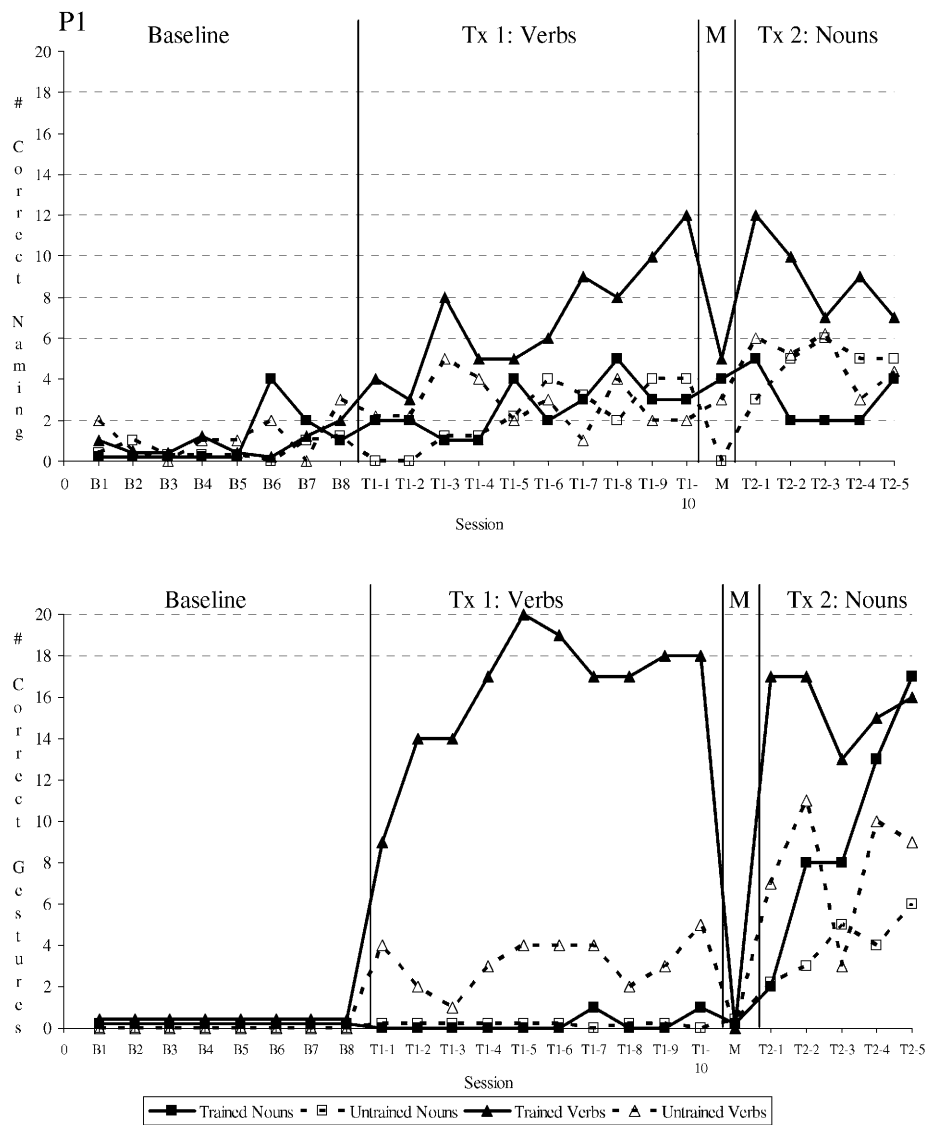 P1
Baseline Tx 1: Verbs M Tx 2: Nouns
# Correct Naming
20
18
16
14
12
10
8
6
4
2
0
0 B1 B2 B3 B4 B5 B6 B7 B8 T1-1 T1-2 T1-3 T1-4 T1-5 T1-6 T1-7 T1-8 T1-9 T1-10 M T2-1 T2-2 T2-3 T2-4 T2-5
Session
Baseline Tx 1: Verbs M Tx 2: Nouns
# Correct Gestures
20
18
16
14
12
10
8
6
4
2
0
0 B1 B2 B3 B4 B5 B6 B7 B8 T1-1 T1-2 T1-3 T1-4 T1-5 T1-6 T1-7 T1-8 T1-9 T1-10 M T2-1 T2-2 T2-3 T2-4 T2-5
Session
Trained Nouns Untrained Nouns Trained Verbs Untrained Verbs